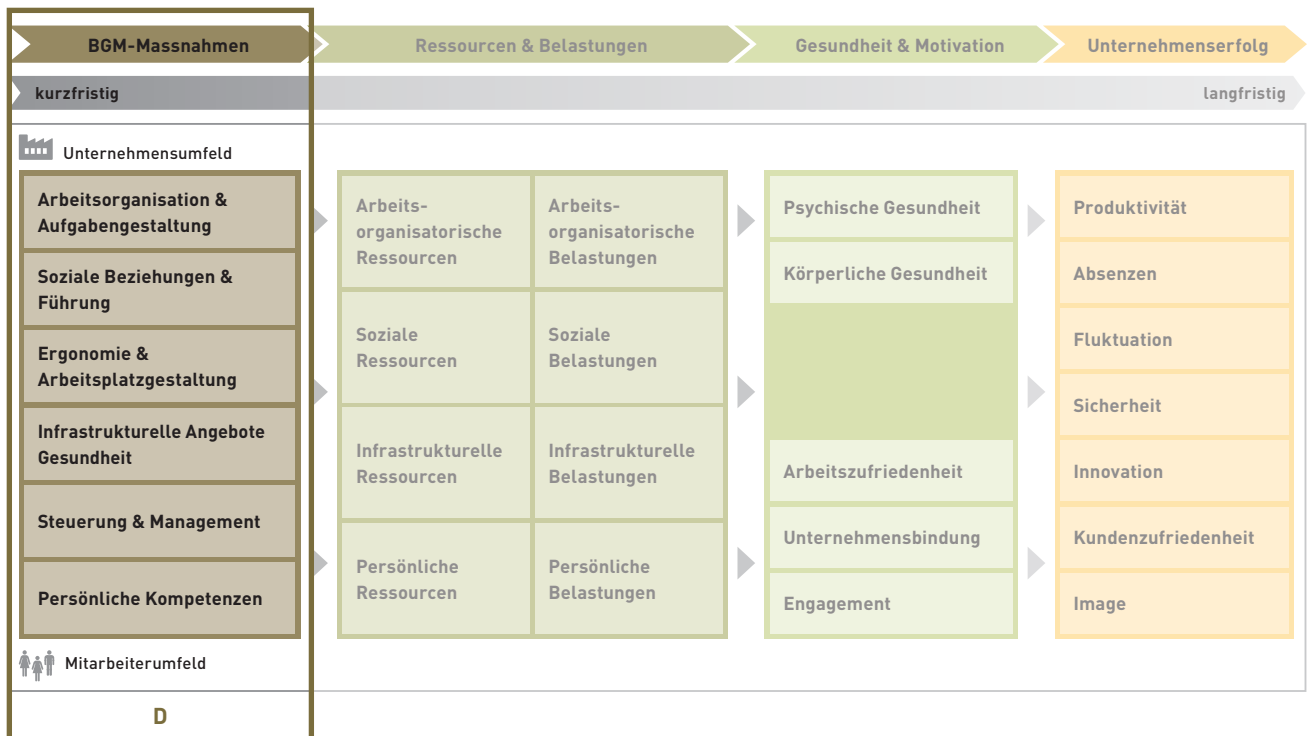 BGM-Massnahmen
Ressourcen & Belastungen
Gesundheit & Motivation
Unternehmenserfolg
kurzfristig
langfristig
Unternehmensumfeld
Arbeitsorganisation &
Aufgabengestaltung
Soziale Beziehungen &
Führung
Ergonomie &
Arbeitsplatzgestaltung
Infrastrukturelle Angebote
Gesundheit
Steuerung & Management
Persönliche Kompetenzen
Arbeits-
organisatorische
Ressourcen
Arbeits-
organisatorische
Belastungen
Soziale
Ressourcen
Soziale
Belastungen
Infrastrukturelle
Ressourcen
Infrastrukturelle
Belastungen
Persönliche
Ressourcen
Persönliche
Belastungen
Psychische Gesundheit
Körperliche Gesundheit
Arbeitszufriedenheit
Unternehmensbindung
Engagement
Produktivität
Absenzen
Fluktuation
Sicherheit
Innovation
Kundenzufriedenheit
Image
Mitarbeiterumfeld
D